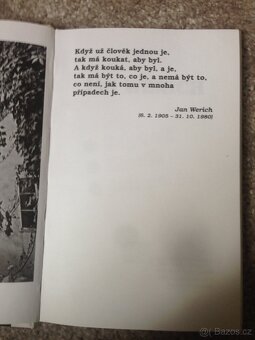 Když už člověk jednou je,
tak má koukat, aby byl.
A když kouká, aby byl, a je,
tak má být to, co je, a nemá být to,
co není, jak tomu v mnoha
případech je.
Jan Werich
(6. 2. 1905 - 31. 10. 1980)
Bazos.cz